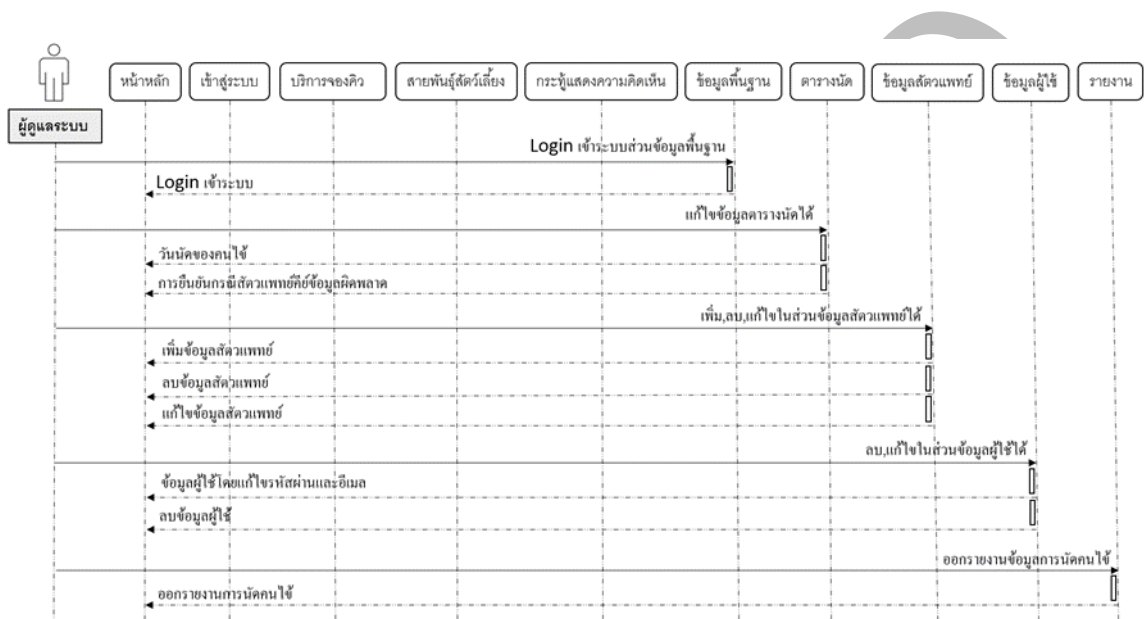 หน้าหลัก
เข้าสู่ระบบ
บริการจองคิว
สายพันธุ์สัตว์เลี้ยง
กระทู้แสดงความคิดเห็น
ข้อมูลพื้นฐาน
ตารางนัด
ข้อมูลสัตวแพทย์
ข้อมูลผู้ใช้
รายงาน
ผู้ดูแลระบบ
Login เข้าระบบส่วนข้อมูลพื้นฐาน
Login เข้าระบบ
แก้ไขข้อมูลตารางนัดได้
วันนัดของคนไข้
การยืนยันกรณีสัตวแพทย์คีย์ข้อมูลผิดพลาด
เพิ่ม,ลบ,แก้ไขในส่วนข้อมูลสัตวแพทย์ได้
เพิ่มข้อมูลสัตวแพทย์
ลบข้อมูลสัตวแพทย์
แก้ไขข้อมูลสัตวแพทย์
ลบ,แก้ไขในส่วนข้อมูลผู้ใช้ได้
ข้อมูลผู้ใช้โดยแก้ไขรหัสผ่านและอีเมล
ลบข้อมูลผู้ใช้
ออกรายงานข้อมูลการนัดคนไข้
ออกรายงานการนัดคนไข้